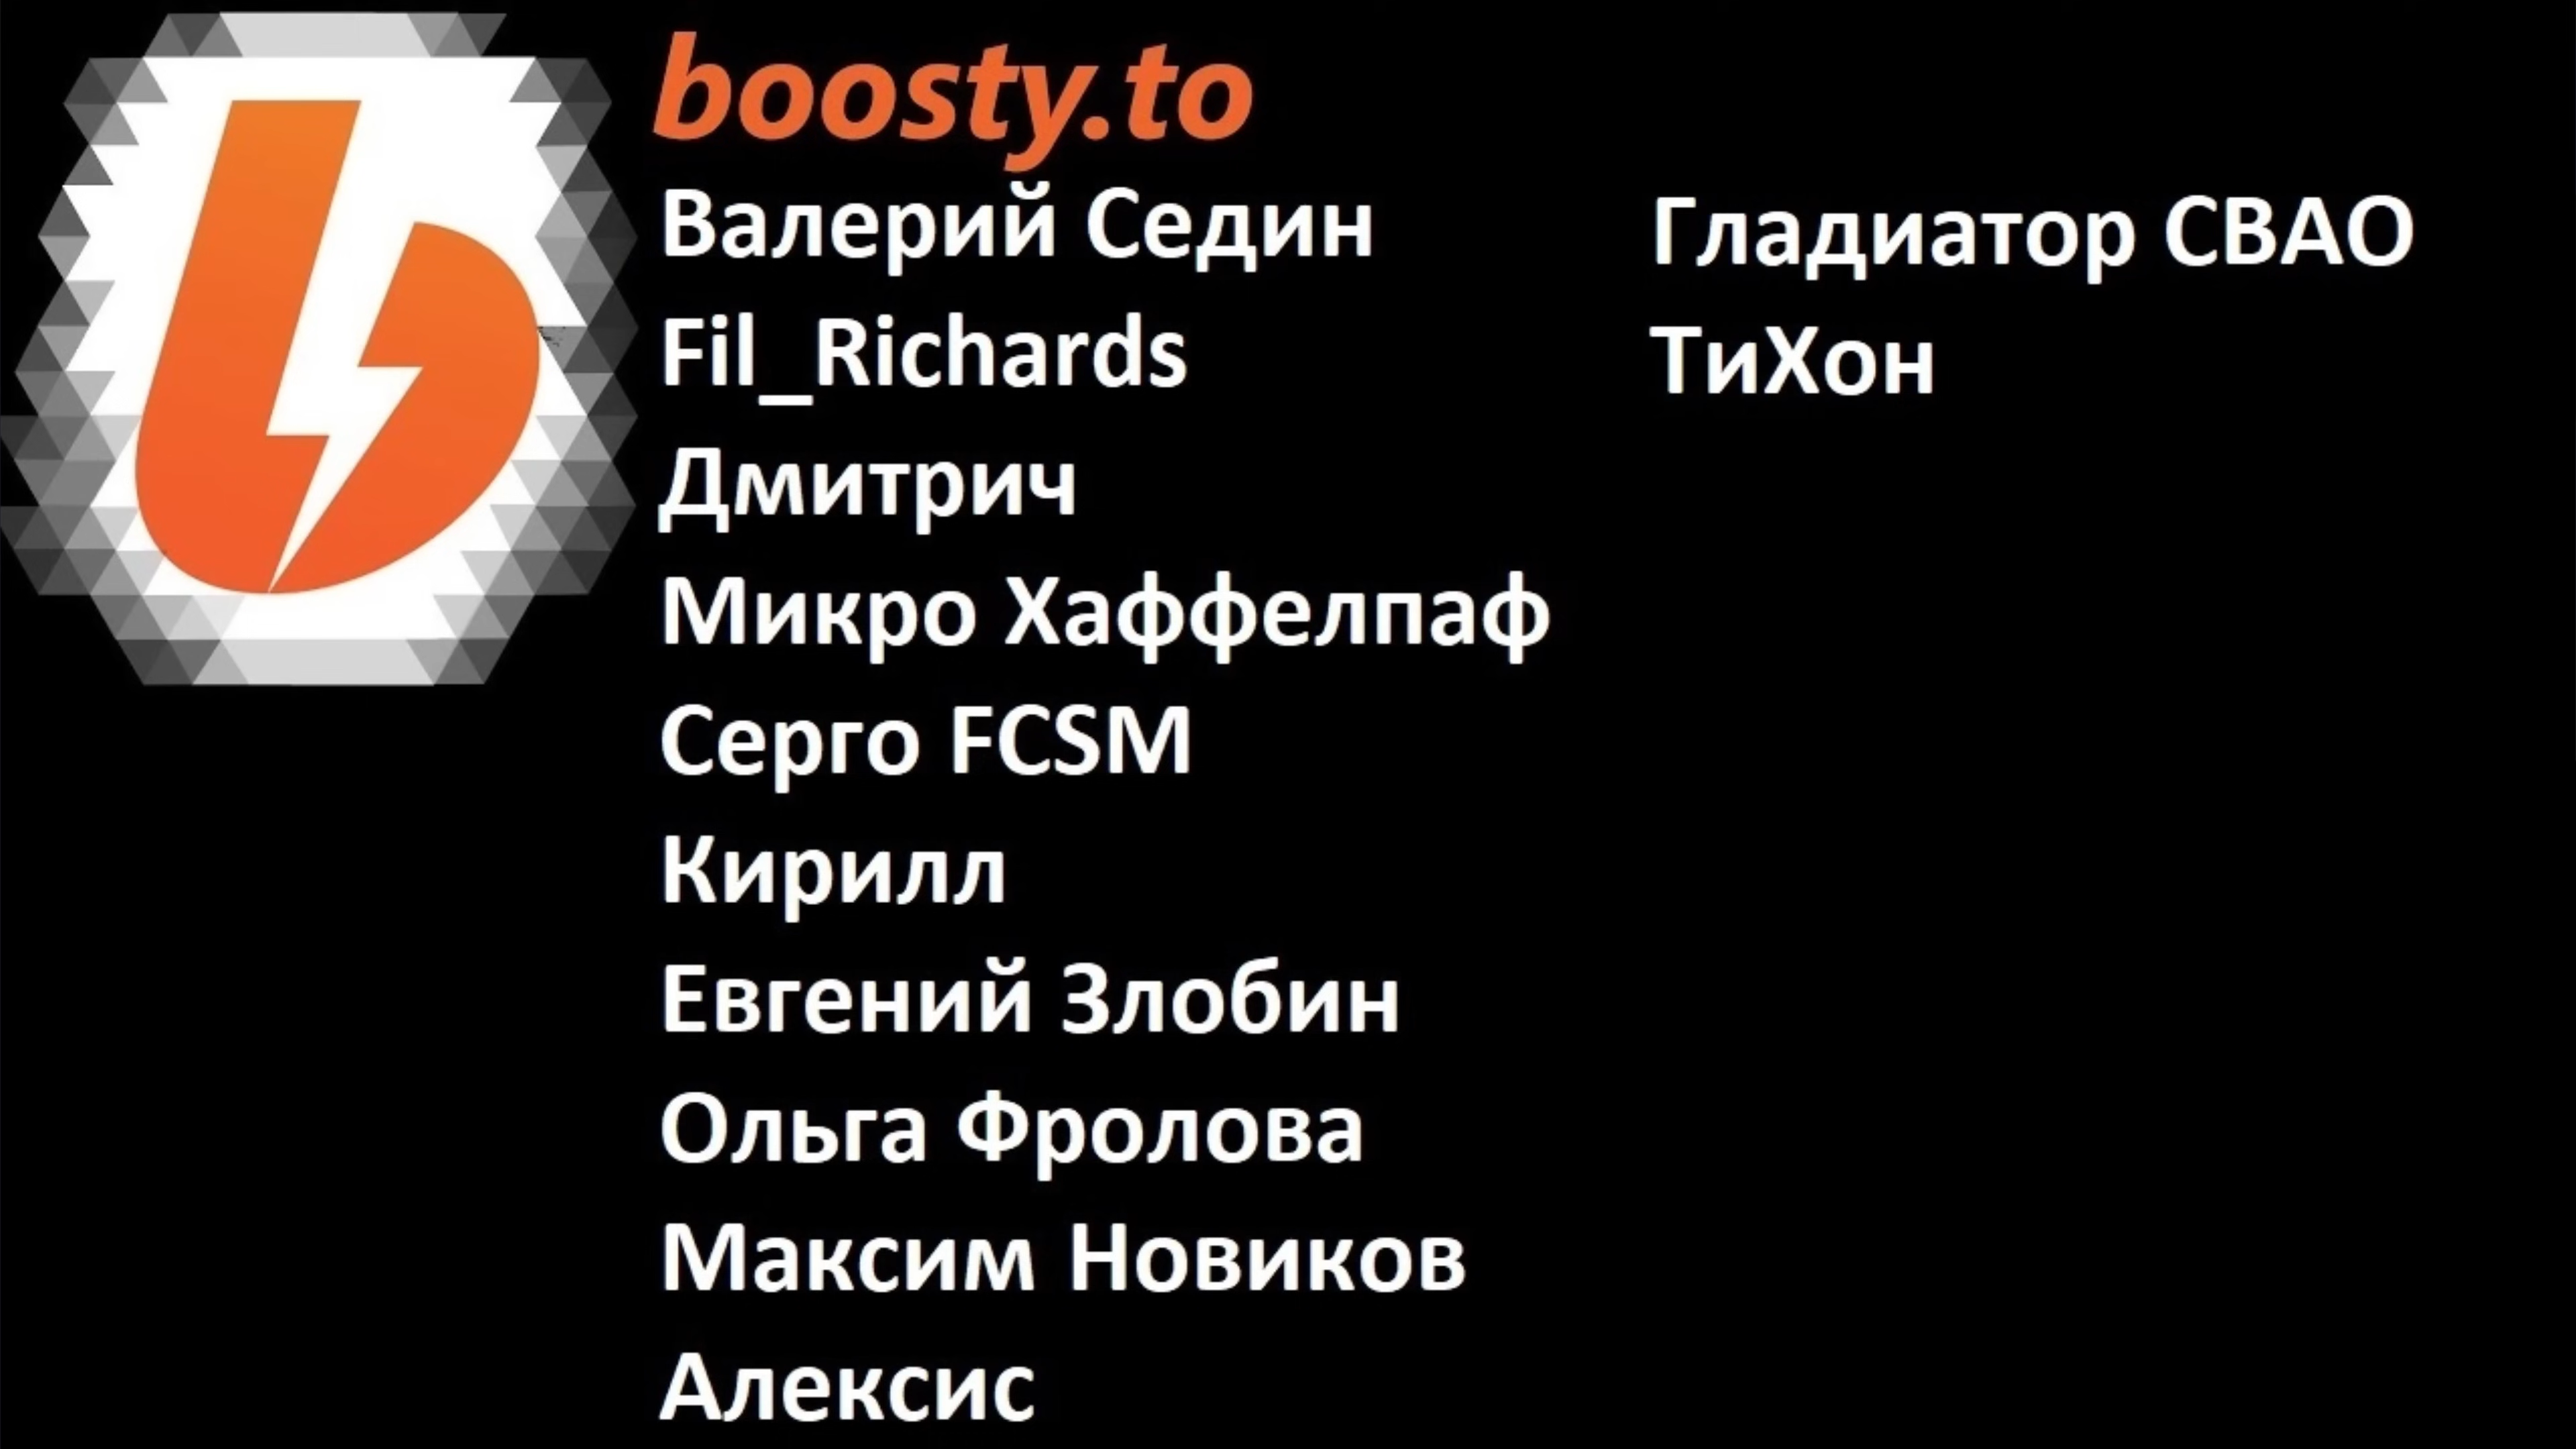 boosty.to
Валерий Седин
Fil_Richards
Дмитрич
Микро Хаффелпаф
Серго FCSM
Кирилл
Евгений Злобин
Ольга Фролова
Максим Новиков
Алексис
Гладиатор СВАО
ТиХон